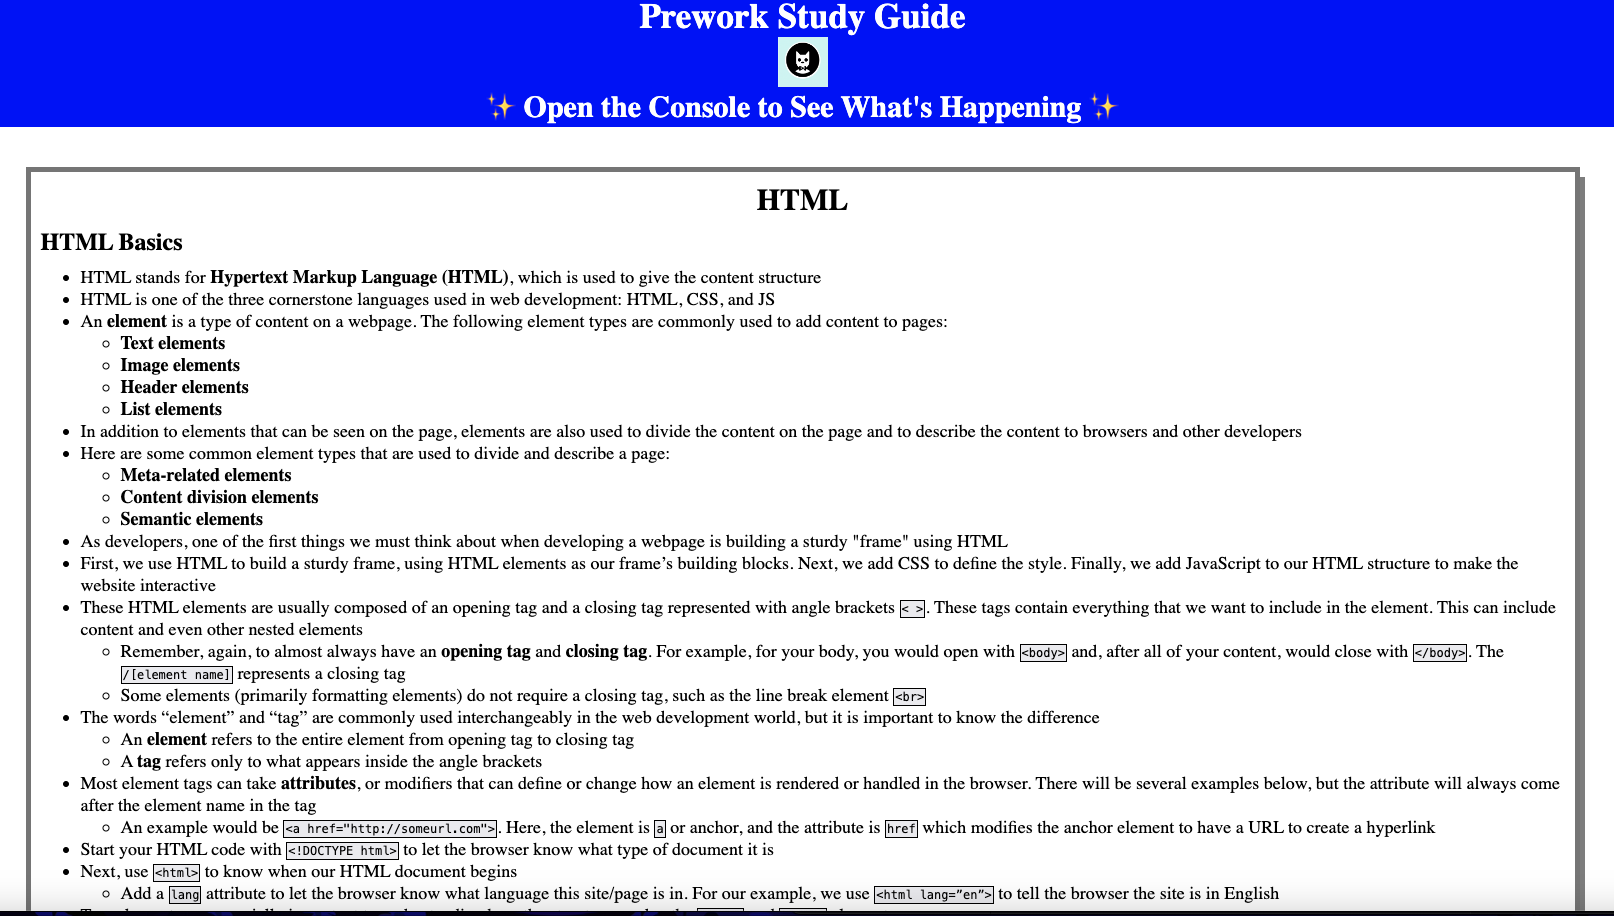 Prework Study Guide
✨ Open the Console to See What's Happening ✨
HTML
HTML Basics
• HTML stands for Hypertext Markup Language (HTML), which is used to give the content structure
• HTML is one of the three cornerstone languages used in web development: HTML, CSS, and JS
• An element is a type of content on a webpage. The following element types are commonly used to add content to pages:
◦ Text elements
◦ Image elements
◦ Header elements
◦ List elements
• In addition to elements that can be seen on the page, elements are also used to divide the content on the page and to describe the content to browsers and other developers
• Here are some common element types that are used to divide and describe a page:
◦ Meta-related elements
◦ Content division elements
◦ Semantic elements
• As developers, one of the first things we must think about when developing a webpage is building a sturdy "frame" using HTML
• First, we use HTML to build a sturdy frame, using HTML elements as our frame’s building blocks. Next, we add CSS to define the style. Finally, we add JavaScript to our HTML structure to make the
website interactive
• These HTML elements are usually composed of an opening tag and a closing tag represented with angle brackets < >. These tags contain everything that we want to include in the element. This can include
content and even other nested elements
◦ Remember, again, to almost always have an opening tag and closing tag. For example, for your body, you would open with <body> and, after all of your content, would close with </body>. The
/[element name] represents a closing tag
◦ Some elements (primarily formatting elements) do not require a closing tag, such as the line break element <br>
• The words “element” and “tag” are commonly used interchangeably in the web development world, but it is important to know the difference
◦ An element refers to the entire element from opening tag to closing tag
◦ A tag refers only to what appears inside the angle brackets
• Most element tags can take attributes, or modifiers that can define or change how an element is rendered or handled in the browser. There will be several examples below, but the attribute will always come
after the element name in the tag
◦ An example would be <a href="http://someurl.com">. Here, the element is a or anchor, and the attribute is href which modifies the anchor element to have a URL to create a hyperlink
• Start your HTML code with <!DOCTYPE html> to let the browser know what type of document it is
• Next, use <html> to know when our HTML document begins
◦ Add a lang attribute to let the browser know what language this site/page is in. For our example, we use <html lang=”en”> to tell the browser the site is in English